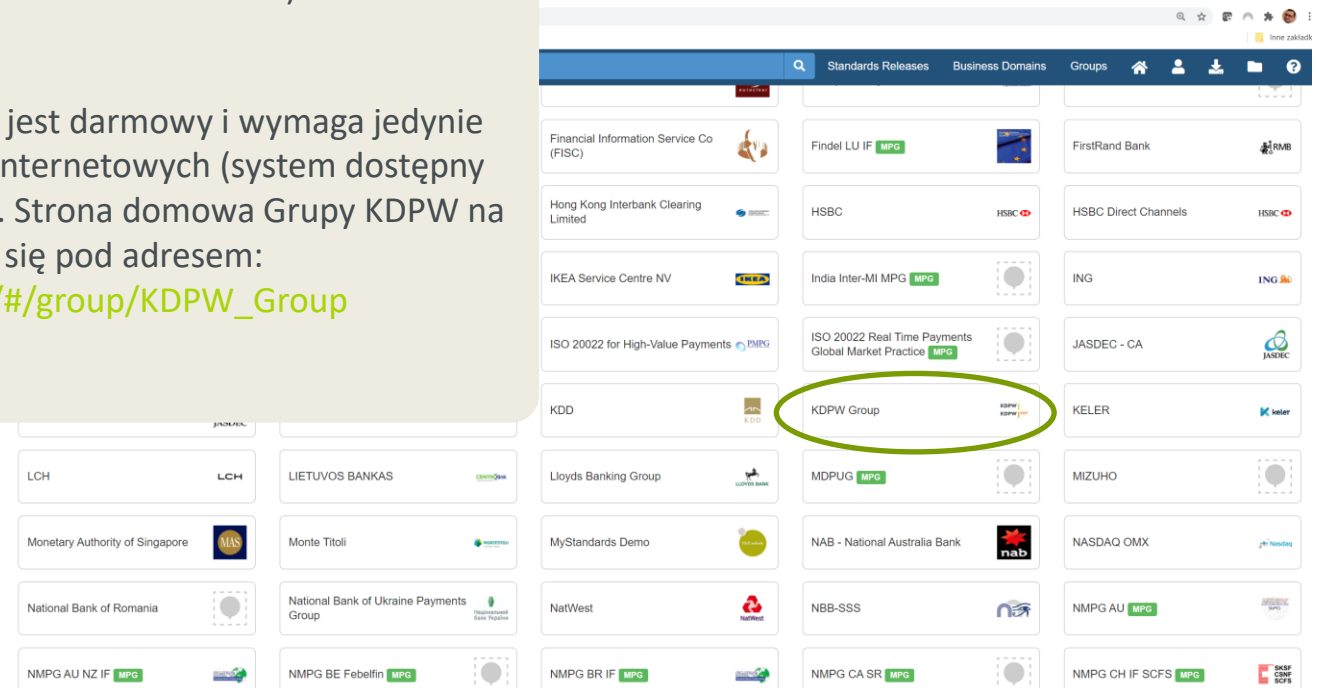 Inne zakładk
Standards Releases Business Domains Groups
jest darmowy i wymaga jedynie
nternetowych (system dostępny
. Strona domowa Grupy KDPW na
się pod adresem:
/#/group/KDPW_Group
Financial Information Service Co
(FISC)
Findel LU IF MPG
FirstRand Bank
RMB
Hong Kong Interbank Clearing
Limited
HSBC
HSBC
HSBC Direct Channels
HSBC
IKEA Service Centre NV
IKEA
India Inter-MI MPG MPG
ING
ING
ISO 20022 for High-Value Payments
PMPG
ISO 20022 Real Time Payments
Global Market Practice MPG
JASDEC - CA
JASDEC
JASDEC
KDD
KDD
KDPW Group
KDPW
KDPW
KELER
keler
LCH
LCH
LIETUVOS BANKAS
Lloyds Banking Group
LLOYDS BANK
MDPUG MPG
MIZUHO
Monetary Authority of Singapore
MAS
Monte Titoli
MyStandards Demo
NAB - National Australia Bank
nab
NASDAQ OMX
Nasdaq
National Bank of Romania
National Bank of Ukraine Payments
Group
NatWest
NatWest
NBB-SSS
NMPG AU MPG
NMPG AU NZ IF MPG
NMPG BE Febelfin MPG
NMPG BR IF MPG
NMPG CA SR MPG
NMPG CH IF SCFS MPG
SKSF
CSNF
SCFS